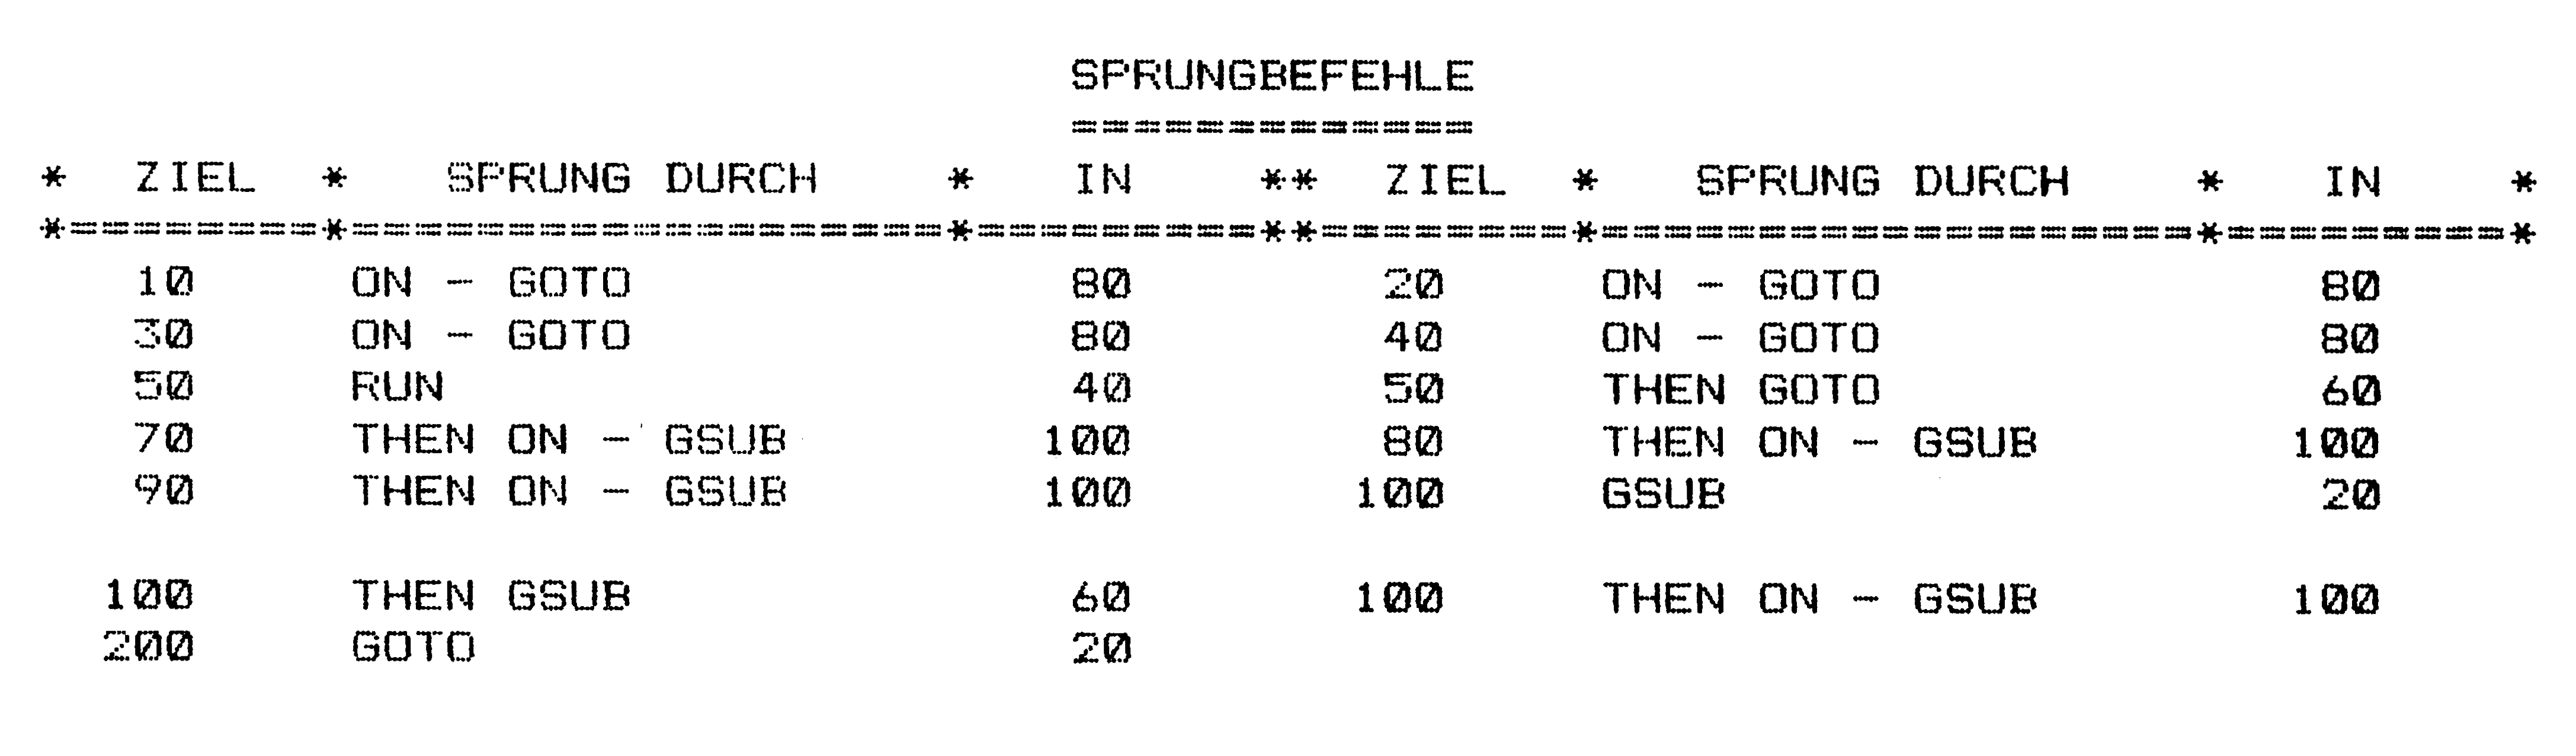 SPRUNGBEFEHLE
=============
* ZIEL * SPRUNG DURCH * IN ** ZIEL * SPRUNG DURCH * IN *
*========*===================*=========**========*===================*=========*
10 ON - GOTO 80 20 ON - GOTO 80
30 ON - GOTO 80 40 ON - GOTO 80
50 RUN 40 50 THEN GOTO 60
70 THEN ON - GSUB 100 80 THEN ON - GSUB 100
90 THEN ON - GSUB 100 100 GSUB 20
100 THEN GSUB 60 100 THEN ON - GSUB 100
200 GOTO 20